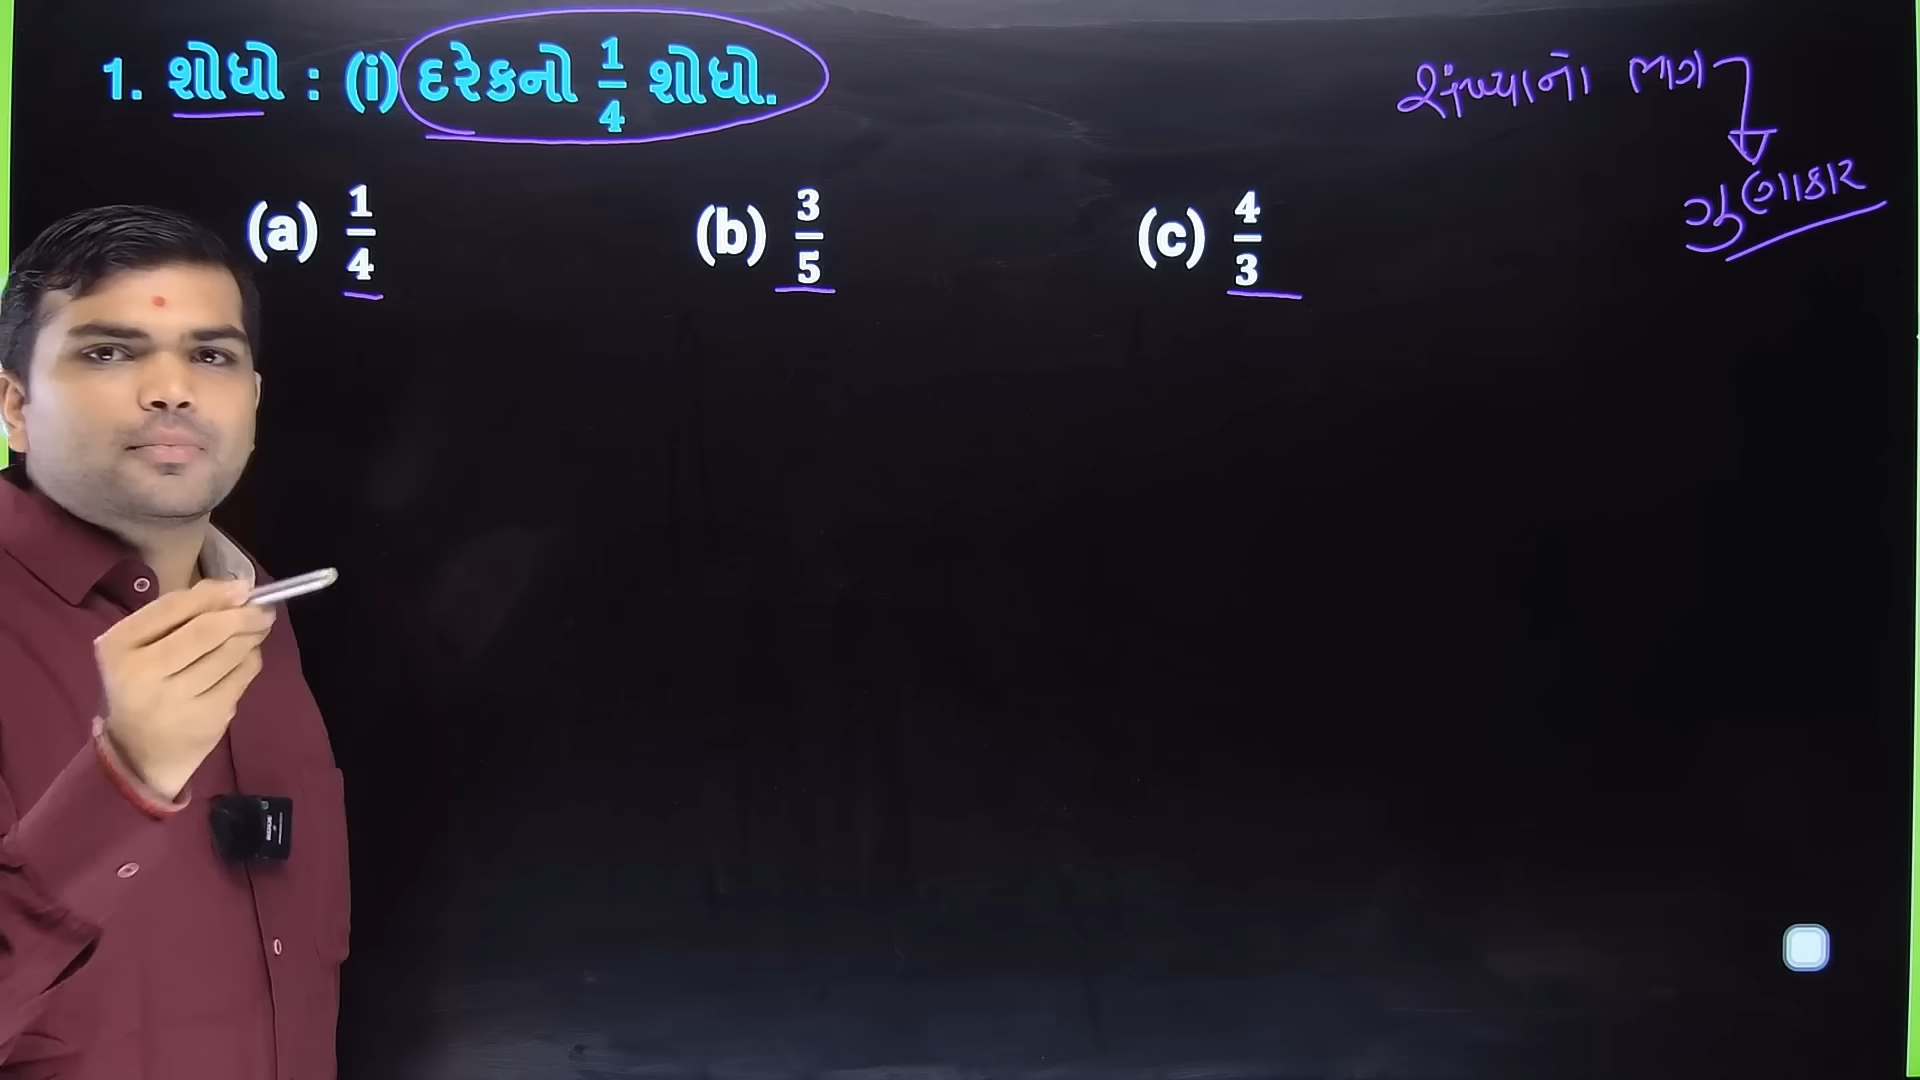 1. શોધો : (i) દરેકનો 1/4 શોધો.
સંખ્યાનો ભાગ
ગુણાકાર
(a) 1/4 (b) 3/5 (c) 4/3